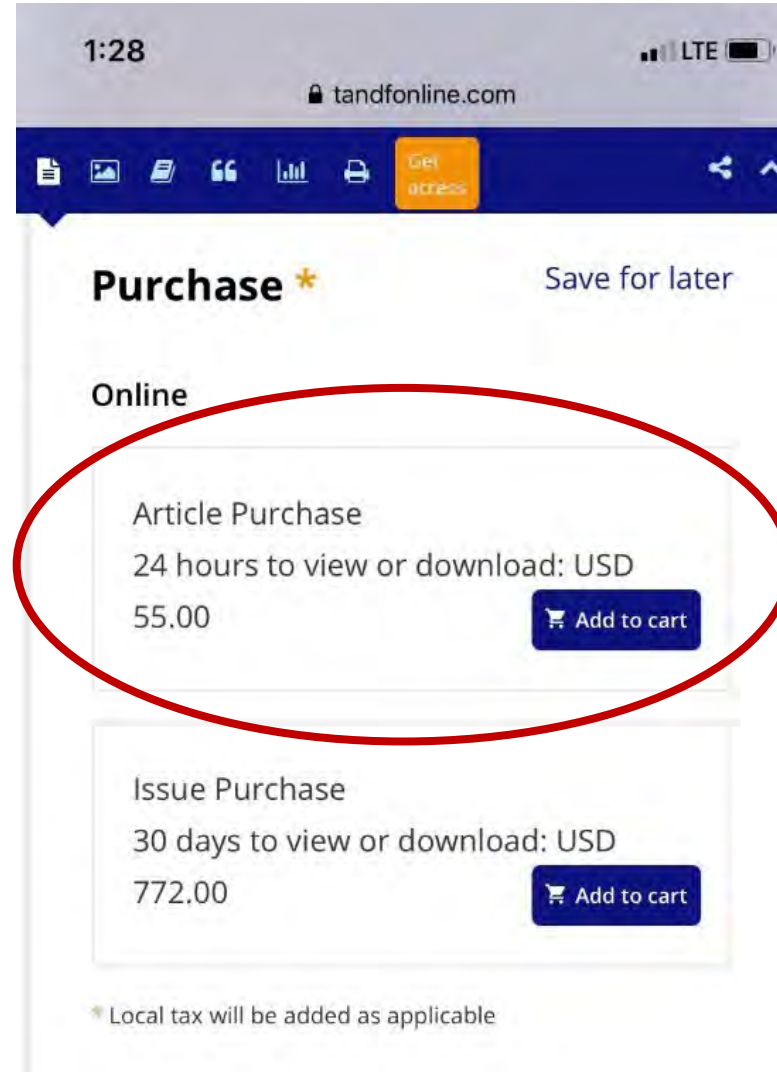 1:28 LTE
tandfonline.com
Get
access
Purchase * Save for later
Online
Article Purchase
24 hours to view or download: USD
55.00 Add to cart
Issue Purchase
30 days to view or download: USD
772.00 Add to cart
* Local tax will be added as applicable